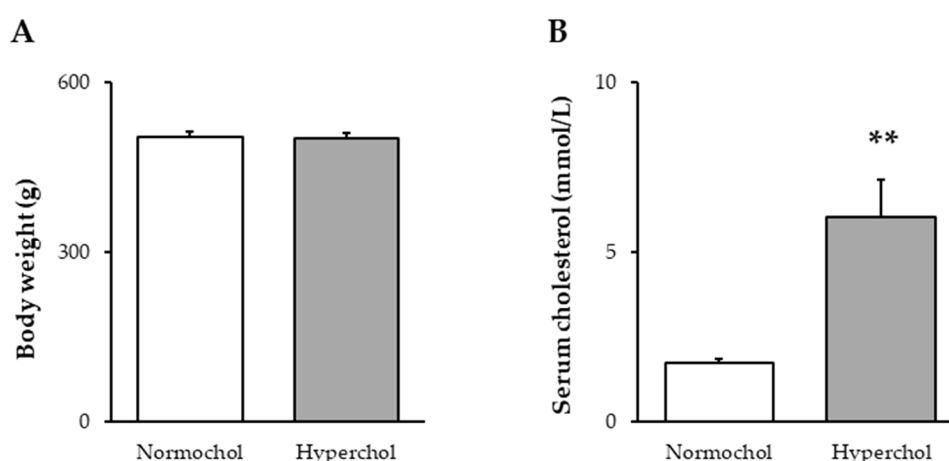 A
B
Body weight (g)
600
300
0
Normochol Hyperchol
Serum cholesterol (mmol/L)
10
5
0
**
Normochol Hyperchol